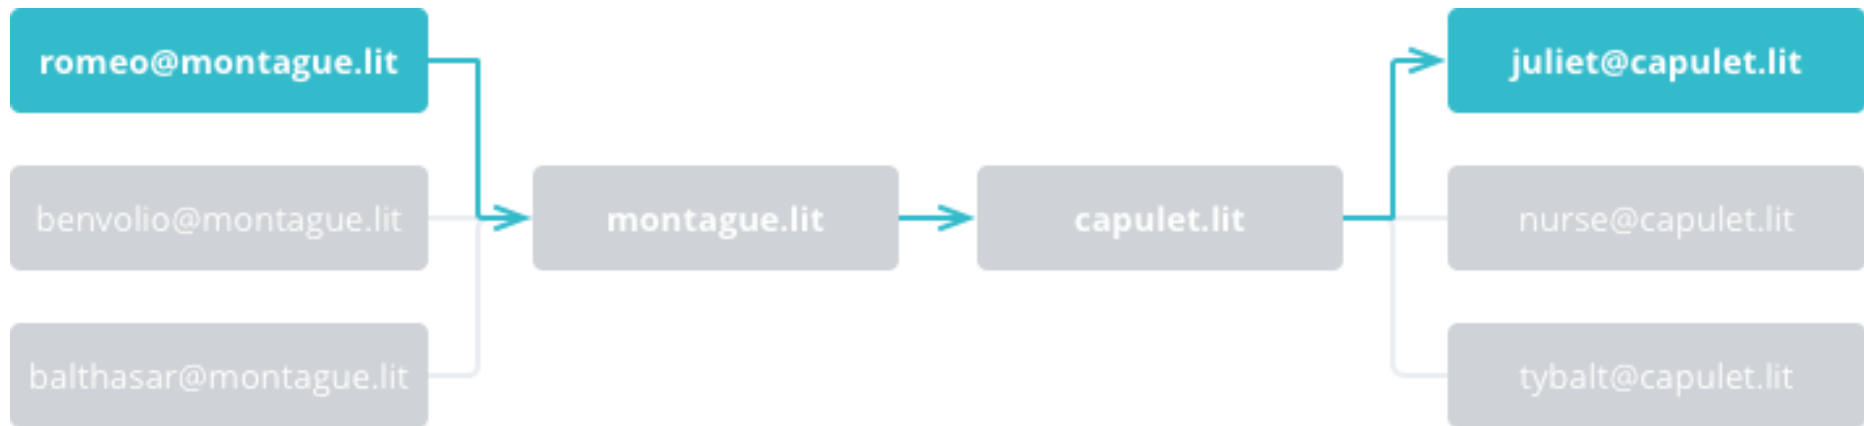 romeo@montague.lit
juliet@capulet.lit
benvolio@montague.lit
montague.lit
capulet.lit
nurse@capulet.lit
balthasar@montague.lit
tybalt@capulet.lit